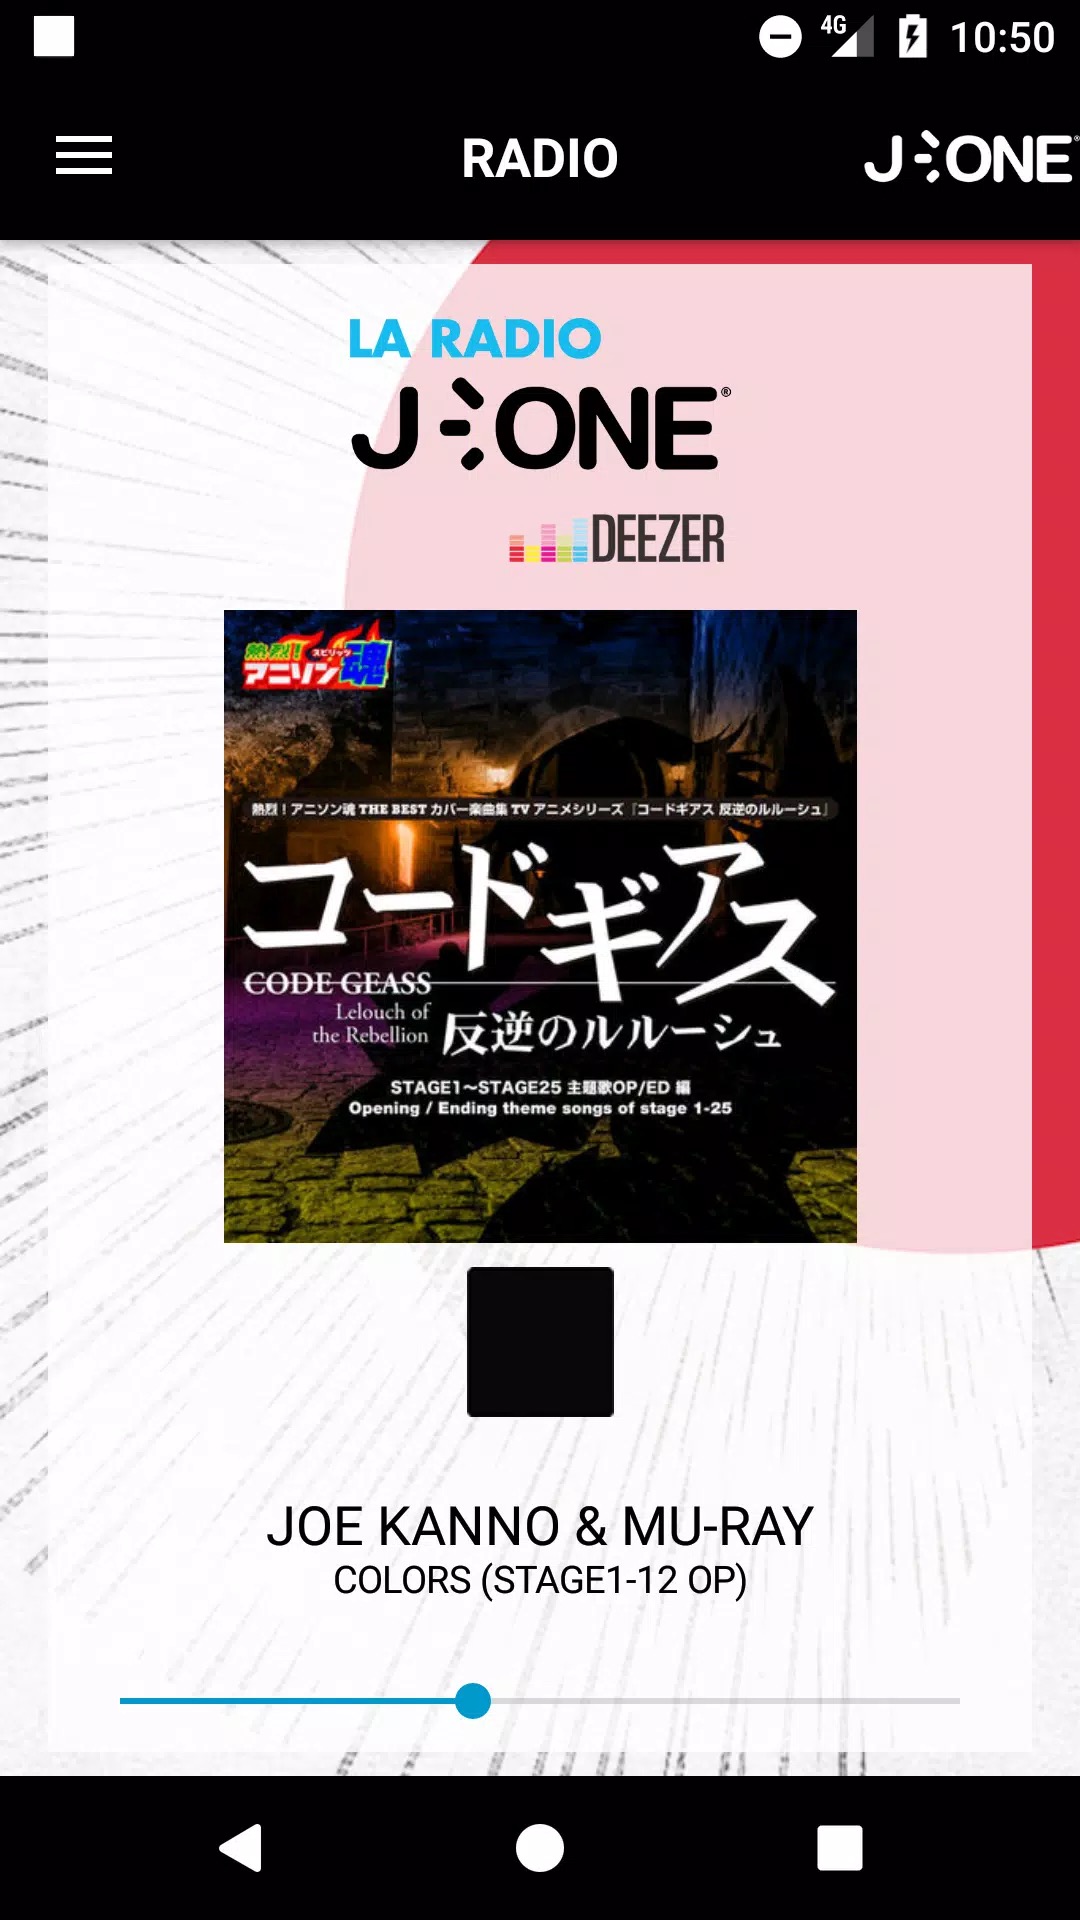 4G 10:50
RADIO J:ONE®
LA RADIO
J:ONE®
DEEZER
熱烈!
スピリッツ
アニソン魂
熱烈!アニソン魂 THE BEST カバー楽曲集 TV アニメシリーズ『コードギアス 反逆のルルーシュ』
コードギアス
CODE GEASS
Lelouch of
the Rebellion
反逆のルルーシュ
STAGE1〜STAGE25 主題歌OP/ED 編
Opening / Ending theme songs of stage 1-25
JOE KANNO & MU-RAY
COLORS (STAGE1-12 OP)